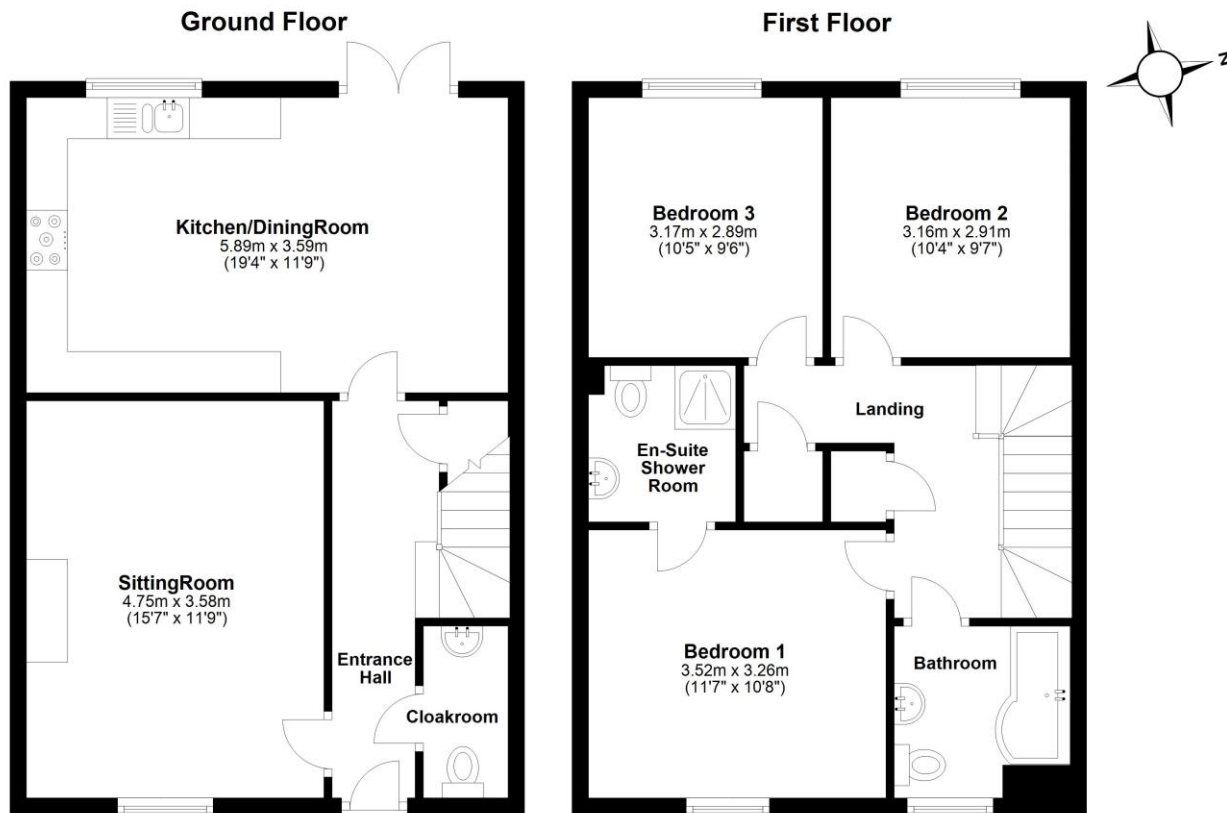 Ground Floor
Kitchen/DiningRoom
5.89m x 3.59m
(19'4" x 11'9")
SittingRoom
4.75m x 3.58m
(15'7" x 11'9")
Entrance
Hall
Cloakroom
First Floor
N
Bedroom 3
3.17m x 2.89m
(10'5" x 9'6")
Bedroom 2
3.16m x 2.91m
(10'4" x 9'7")
Landing
En-Suite
Shower
Room
Bedroom 1
3.52m x 3.26m
(11'7" x 10'8")
Bathroom